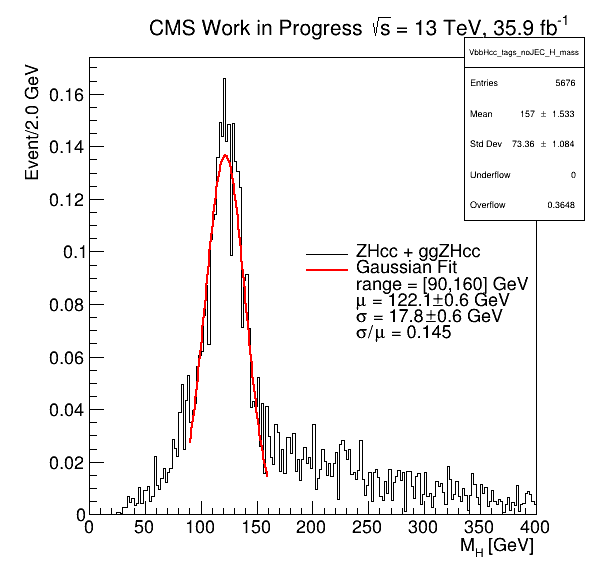 CMS Work in Progress √s = 13 TeV, 35.9 fb⁻¹
VbbHcc_tags_noJEC_H_mass
Entries 5676
Mean 157 ± 1.533
Std Dev 73.36 ± 1.084
Underflow 0
Overflow 0.3648
Event/2.0 GeV
0.16
0.14
0.12
0.1
0.08
0.06
0.04
0.02
0
ZHcc + ggZHcc
Gaussian Fit
range = [90,160] GeV
μ = 122.1±0.6 GeV
σ = 17.8±0.6 GeV
σ/μ = 0.145
0 50 100 150 200 250 300 350 400
M_H [GeV]